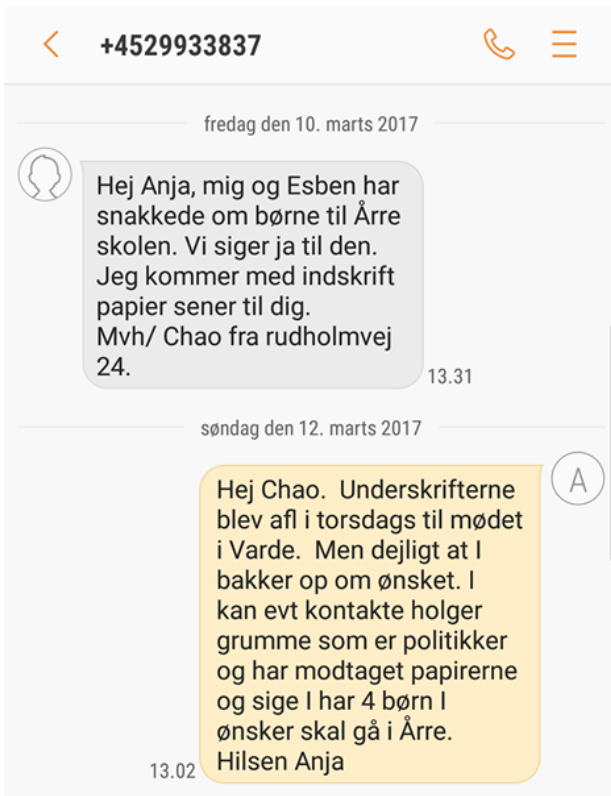 +4529933837
fredag den 10. marts 2017
Hej Anja, mig og Esben har
snakkede om børne til Årre
skolen. Vi siger ja til den.
Jeg kommer med indskrift
papier sener til dig.
Mvh/ Chao fra rudholmvej
24.
13.31
søndag den 12. marts 2017
A
Hej Chao.  Underskrifterne
blev afl i torsdags til mødet
i Varde.  Men dejligt at I
bakker op om ønsket. I
kan evt kontakte holger
grumme som er politikker
og har modtaget papirerne
og sige I har 4 børn I
ønsker skal gå i Årre.
Hilsen Anja
13.02